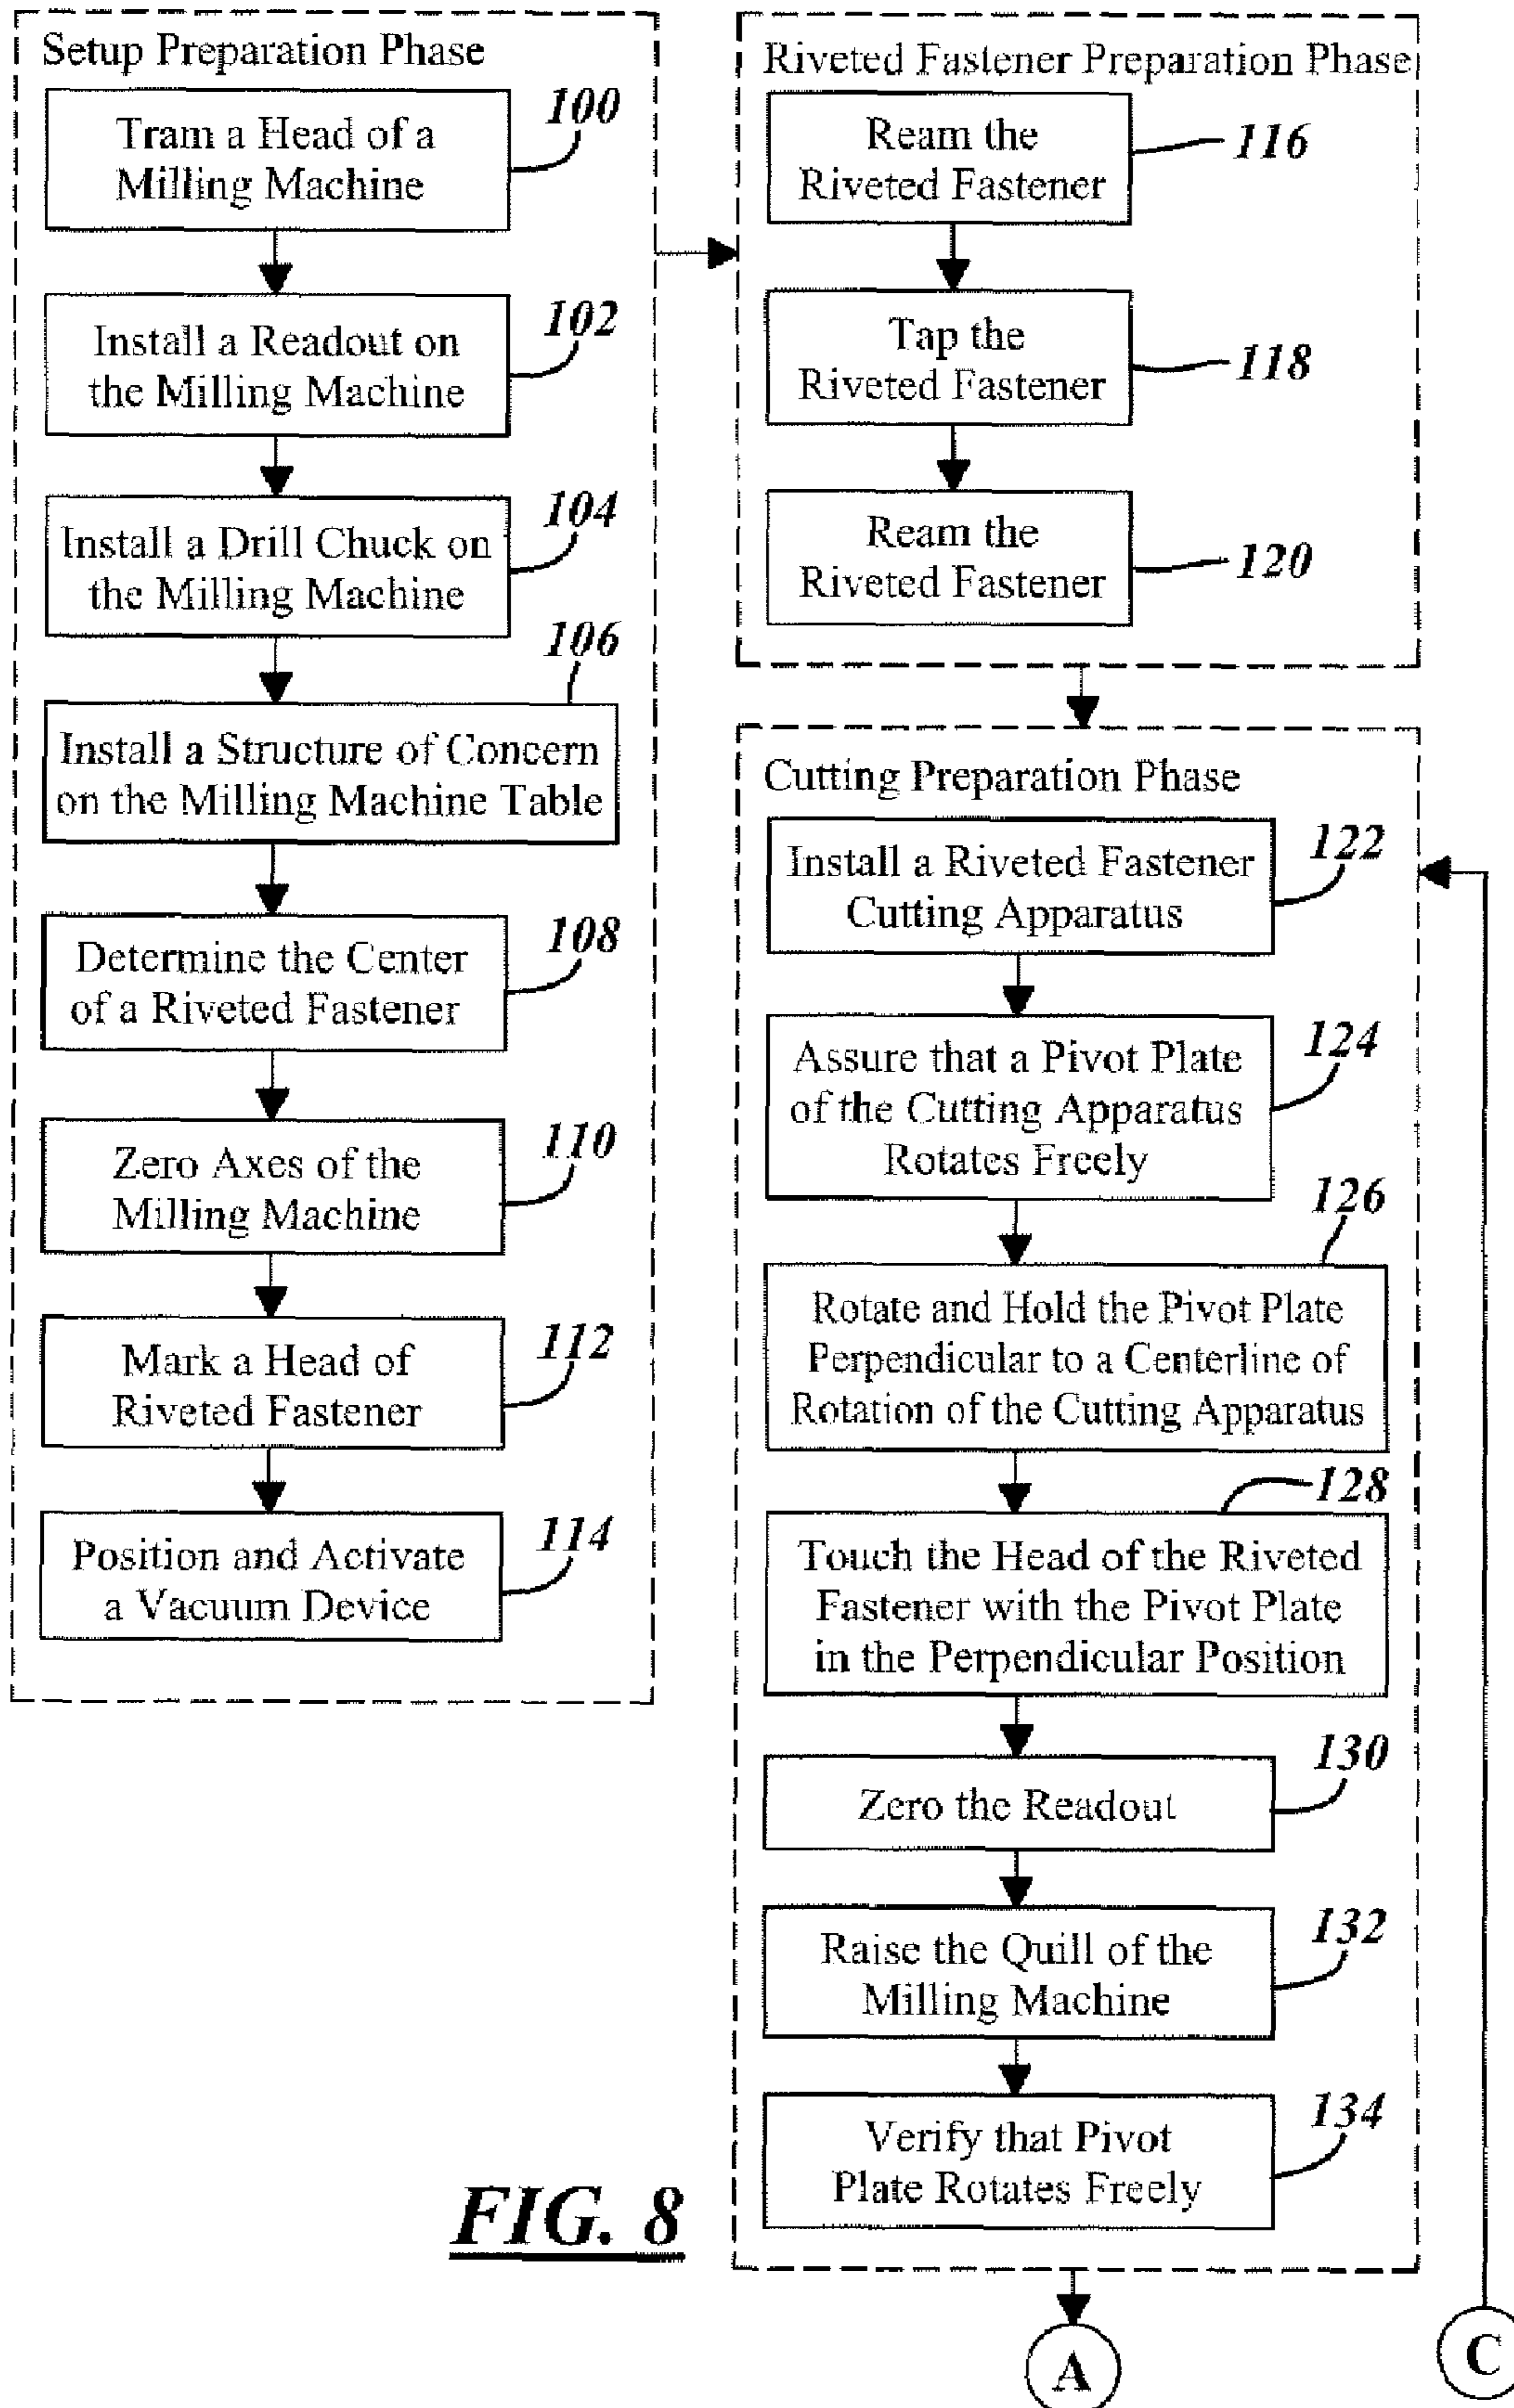 Setup Preparation Phase
100
Tram a Head of a
Milling Machine
102
Install a Readout on
the Milling Machine
104
Install a Drill Chuck on
the Milling Machine
106
Install a Structure of Concern
on the Milling Machine Table
108
Determine the Center
of a Riveted Fastener
110
Zero Axes of the
Milling Machine
112
Mark a Head of
Riveted Fastener
114
Position and Activate
a Vacuum Device
Riveted Fastener Preparation Phase
Ream the
Riveted Fastener
116
Tap the
Riveted Fastener
118
Ream the
Riveted Fastener
120
Cutting Preparation Phase
122
Install a Riveted Fastener
Cutting Apparatus
124
Assure that a Pivot Plate
of the Cutting Apparatus
Rotates Freely
126
Rotate and Hold the Pivot Plate
Perpendicular to a Centerline of
Rotation of the Cutting Apparatus
128
Touch the Head of the Riveted
Fastener with the Pivot Plate
in the Perpendicular Position
130
Zero the Readout
132
Raise the Quill of the
Milling Machine
134
Verify that Pivot
Plate Rotates Freely
FIG. 8
A
C